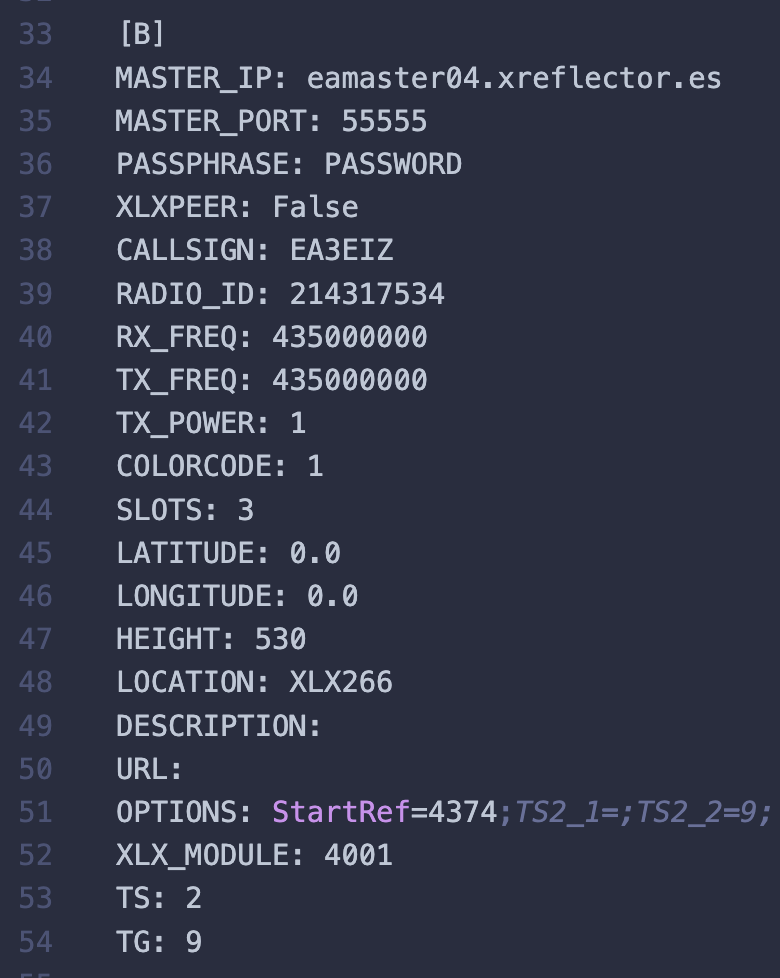 33 [B]
34 MASTER_IP: eamaster04.xreflector.es
35 MASTER_PORT: 55555
36 PASSPHRASE: PASSWORD
37 XLXPEER: False
38 CALLSIGN: EA3EIZ
39 RADIO_ID: 214317534
40 RX_FREQ: 435000000
41 TX_FREQ: 435000000
42 TX_POWER: 1
43 COLORCODE: 1
44 SLOTS: 3
45 LATITUDE: 0.0
46 LONGITUDE: 0.0
47 HEIGHT: 530
48 LOCATION: XLX266
49 DESCRIPTION:
50 URL:
51 OPTIONS: StartRef=4374;TS2_1=;TS2_2=9;
52 XLX_MODULE: 4001
53 TS: 2
54 TG: 9